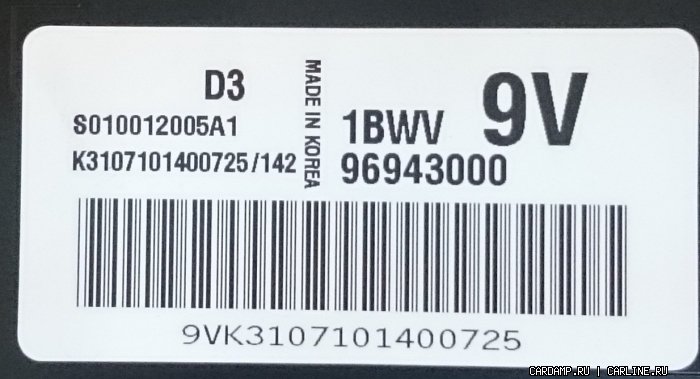 D3
S010012005A1
K3107101400725/142
MADE IN KOREA
1BWV
9V
96943000
9VK3107101400725
CARDAMP.RU | CARLINE.RU